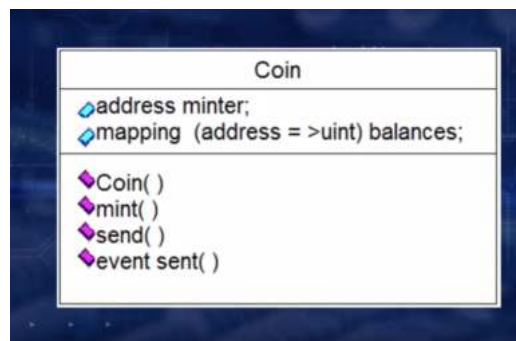 Coin
address minter;
mapping (address = >uint) balances;
Coin( )
mint( )
send( )
event sent( )